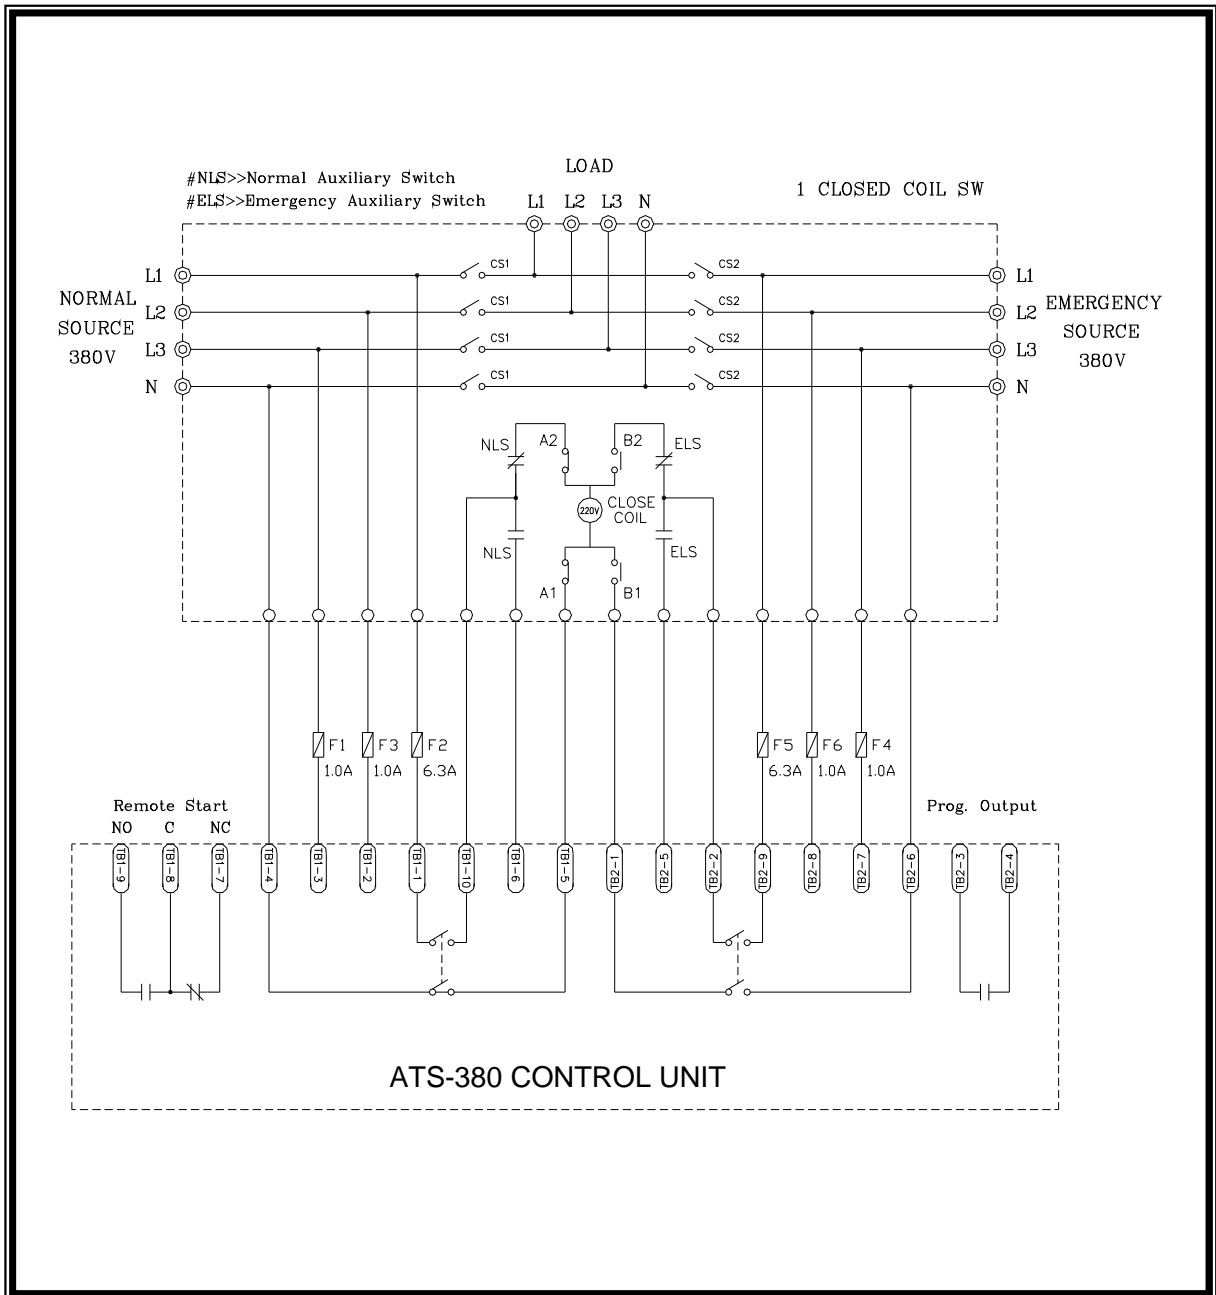 LOAD
#NLS>>Normal Auxiliary Switch
1 CLOSED COIL SW
#ELS>>Emergency Auxiliary Switch
L1 L2 L3 N
CS1 CS2
L1 L1
NORMAL
SOURCE
380V
CS1 CS2
L2 L2
EMERGENCY
SOURCE
380V
CS1 CS2
L3 L3
CS1 CS2
N N
NLS A2 B2 ELS
220V
CLOSE
COIL
NLS ELS
A1 B1
F1 F3 F2 F5 F6 F4
1.0A 1.0A 6.3A 6.3A 1.0A 1.0A
Remote Start
Prog. Output
NO C NC
TB1-9 TB1-8 TB1-7 TB1-4 TB1-3 TB1-2 TB1-1 TB1-10 TB1-6 TB1-5 TB2-1 TB2-5 TB2-2 TB2-9 TB2-8 TB2-7 TB2-6 TB2-3 TB2-4
ATS-380 CONTROL UNIT